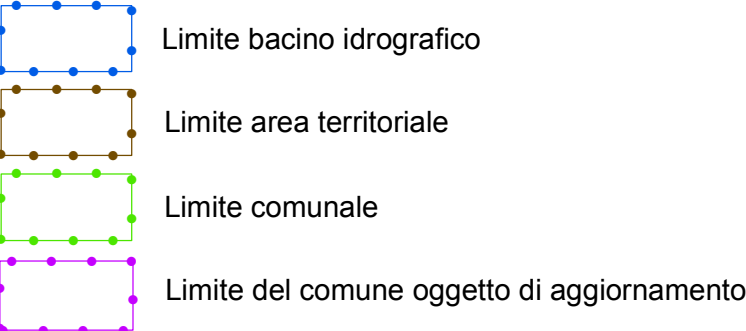 Limite bacino idrografico
Limite area territoriale
Limite comunale
Limite del comune oggetto di aggiornamento